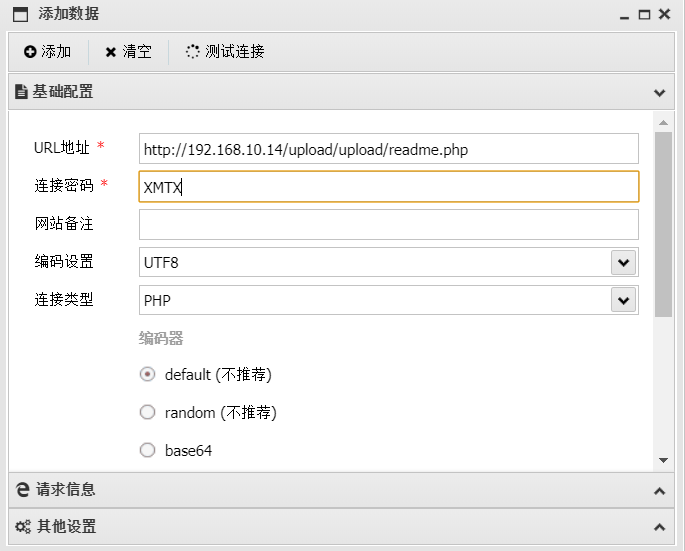 添加数据
添加 清空 测试连接
基础配置
URL地址 * http://192.168.10.14/upload/upload/readme.php
连接密码 * XMTX
网站备注
编码设置 UTF8
连接类型 PHP
编码器
default (不推荐)
random (不推荐)
base64
请求信息
其他设置